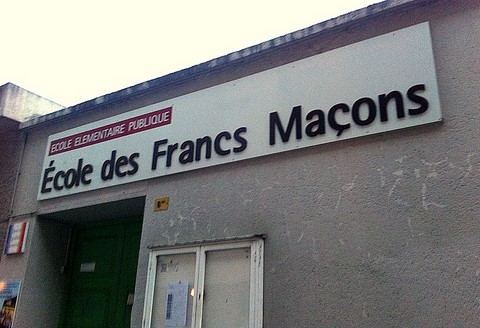 ECOLE ELEMENTAIRE PUBLIQUE
École des Francs Maçons